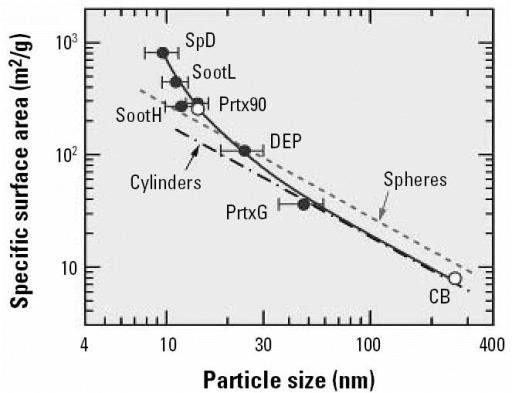 Specific surface area (m²/g)
10³
10²
10
SpD
SootL
Prtx90
SootH
DEP
Cylinders
Spheres
PrtxG
CB
4
10
30
100
400
Particle size (nm)